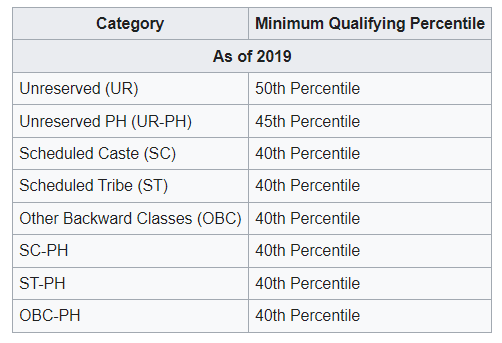 Category Minimum Qualifying Percentile
As of 2019
Unreserved (UR) 50th Percentile
Unreserved PH (UR-PH) 45th Percentile
Scheduled Caste (SC) 40th Percentile
Scheduled Tribe (ST) 40th Percentile
Other Backward Classes (OBC) 40th Percentile
SC-PH 40th Percentile
ST-PH 40th Percentile
OBC-PH 40th Percentile